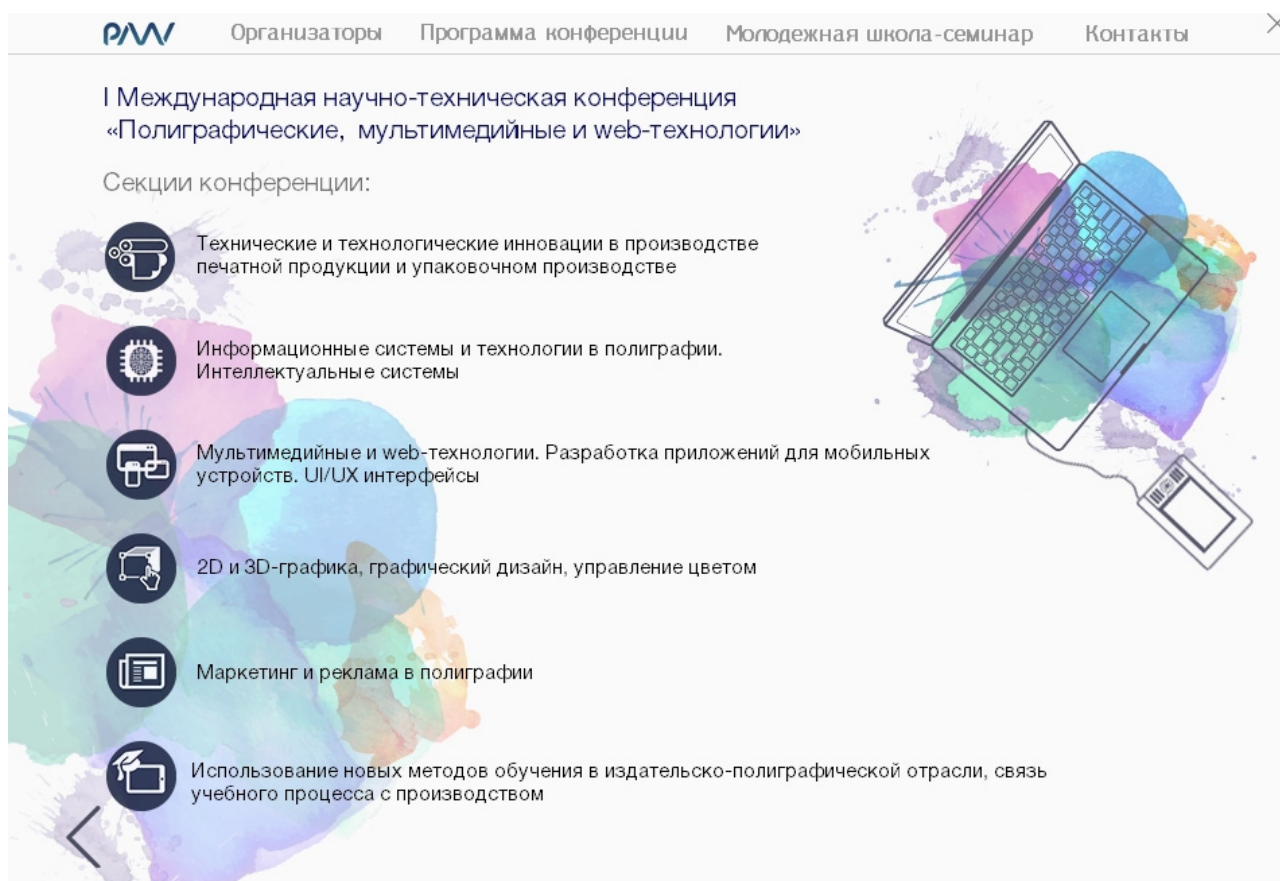 PMW
Организаторы Программа конференции Молодежная школа-семинар Контакты
I Международная научно-техническая конференция
«Полиграфические, мультимедийные и web-технологии»
Секции конференции:
Технические и технологические инновации в производстве
печатной продукции и упаковочном производстве
Информационные системы и технологии в полиграфии.
Интеллектуальные системы
Мультимедийные и web-технологии. Разработка приложений для мобильных
устройств. UI/UX интерфейсы
2D и 3D-графика, графический дизайн, управление цветом
Маркетинг и реклама в полиграфии
Использование новых методов обучения в издательско-полиграфической отрасли, связь
учебного процесса с производством